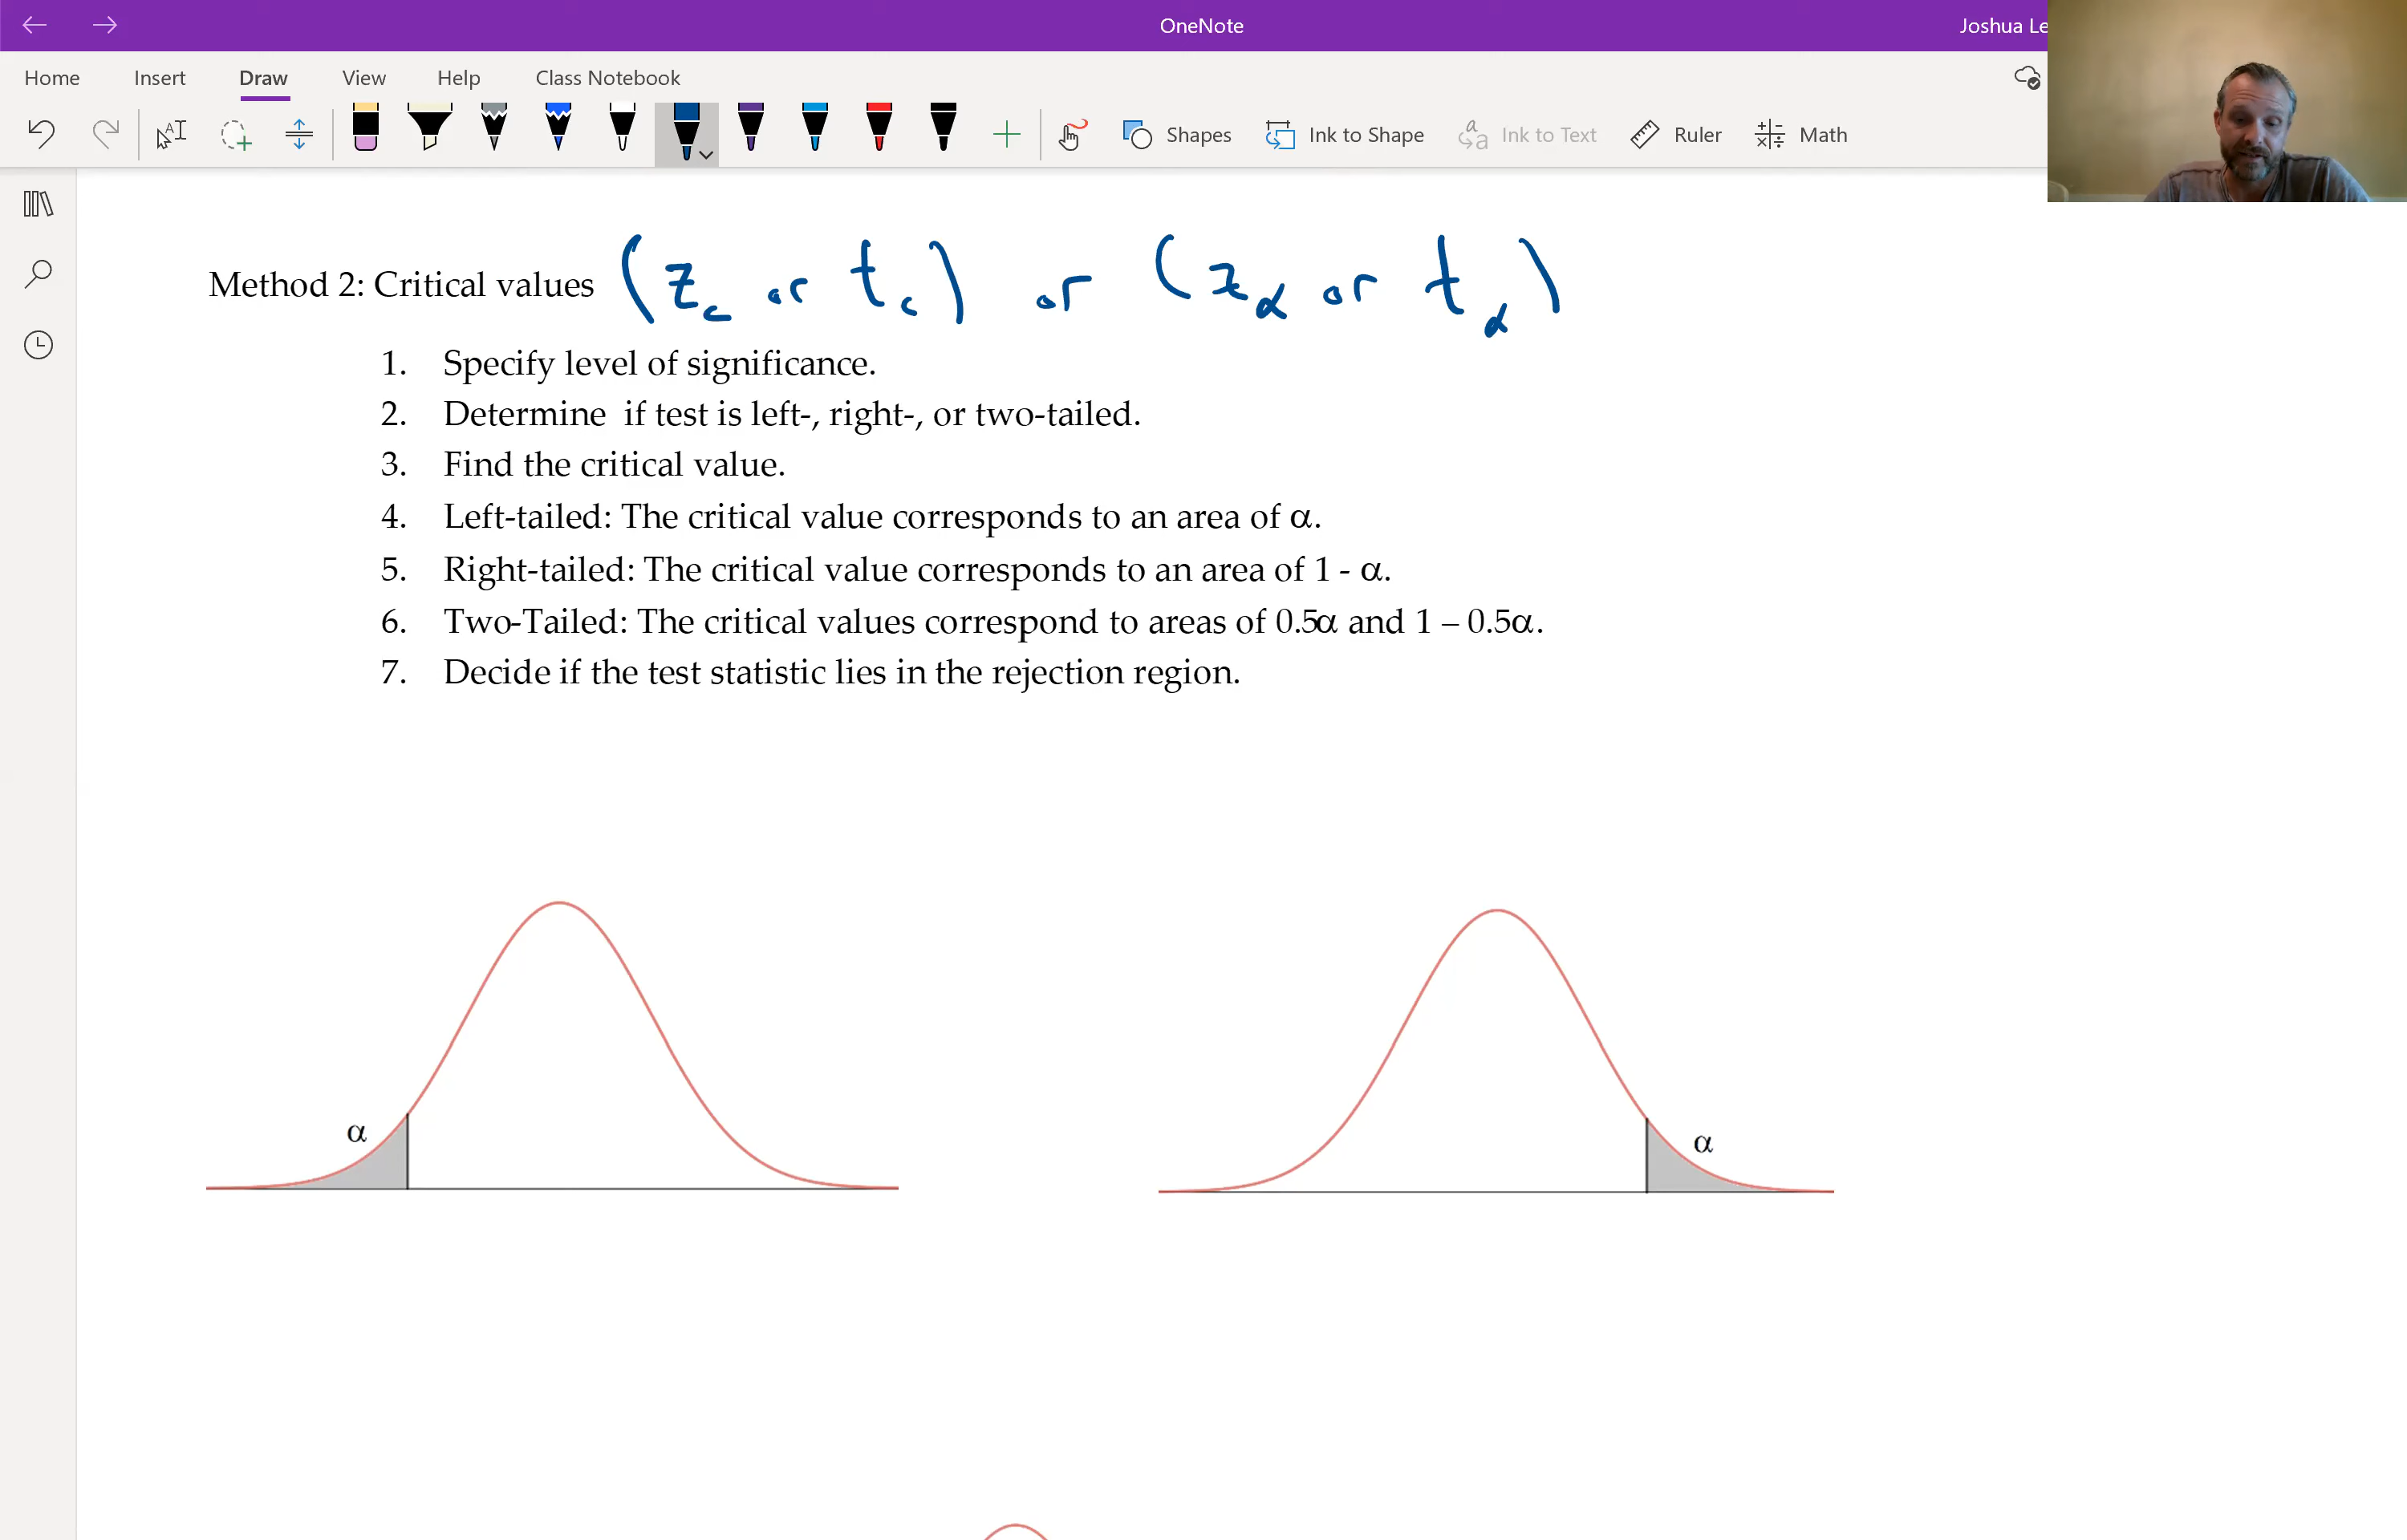 OneNote
Joshua Le
Home Insert Draw View Help Class Notebook
Shapes Ink to Shape Ink to Text Ruler Math
Method 2: Critical values (z_c or t_c) or (z_α or t_α)
1. Specify level of significance.
2. Determine if test is left-, right-, or two-tailed.
3. Find the critical value.
4. Left-tailed: The critical value corresponds to an area of α.
5. Right-tailed: The critical value corresponds to an area of 1 - α.
6. Two-Tailed: The critical values correspond to areas of 0.5α and 1 – 0.5α.
7. Decide if the test statistic lies in the rejection region.
α
α